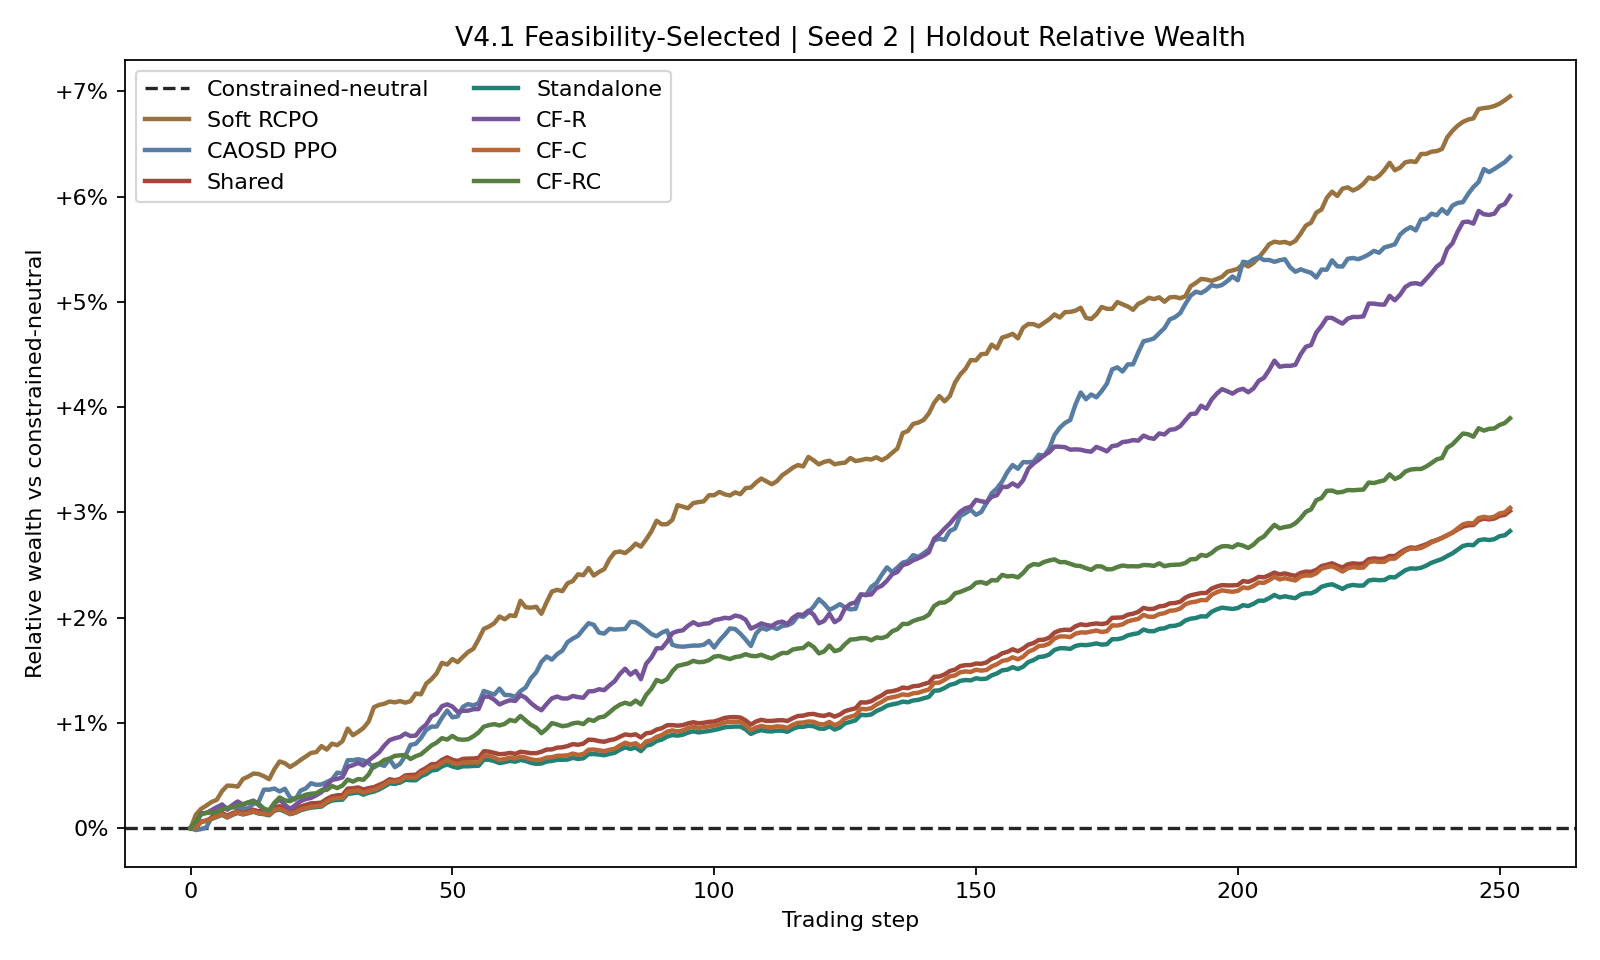 V4.1 Feasibility-Selected | Seed 2 | Holdout Relative Wealth
Constrained-neutral
Soft RCPO
CAOSD PPO
Shared
Standalone
CF-R
CF-C
CF-RC
Relative wealth vs constrained-neutral
+7%
+6%
+5%
+4%
+3%
+2%
+1%
0%
0
50
100
150
200
250
Trading step